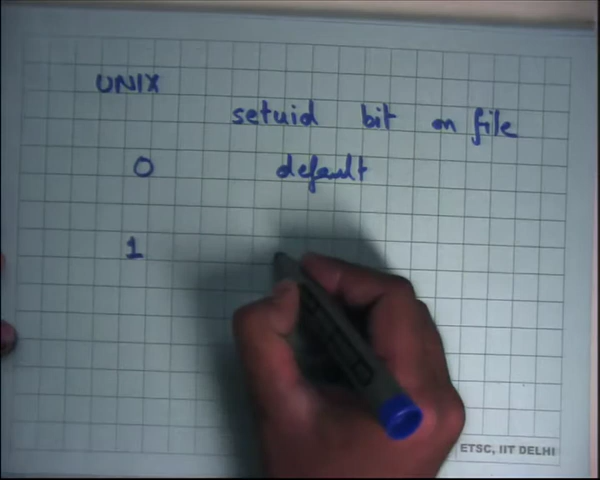 UNIX
setuid bit on file
0 default
1
ETSC, IIT DELHI